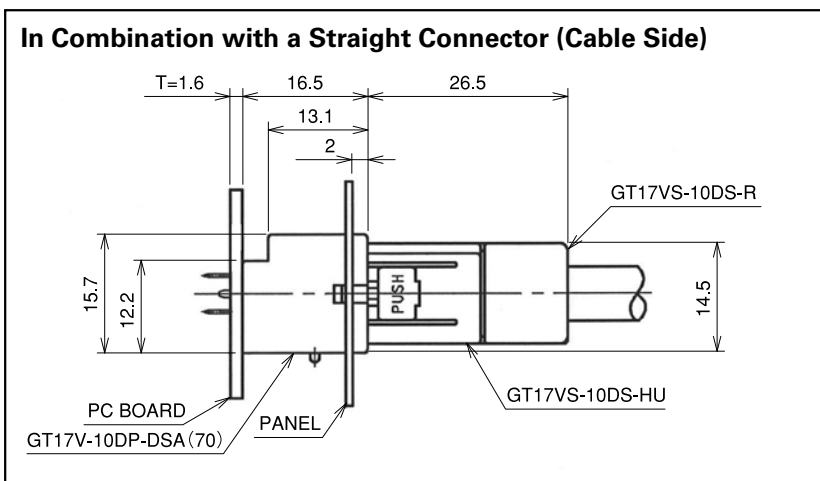 In Combination with a Straight Connector (Cable Side)
T=1.6
16.5
26.5
13.1
2
GT17VS-10DS-R
15.7
12.2
PUSH
14.5
GT17VS-10DS-HU
PC BOARD
PANEL
GT17V-10DP-DSA(70)